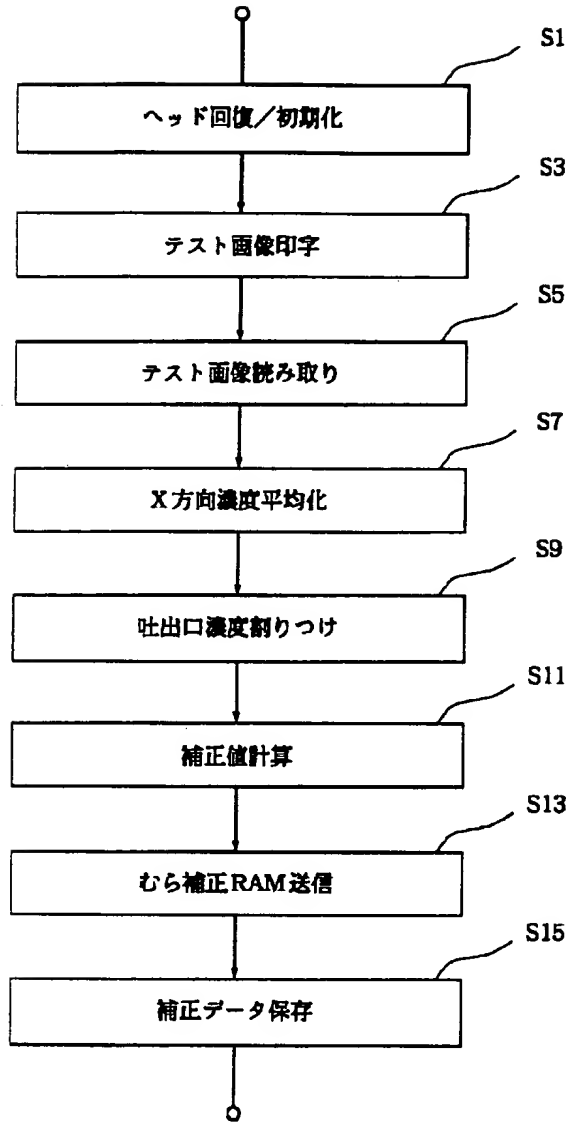 S1
ヘッド回復／初期化
S3
テスト画像印字
S5
テスト画像読み取り
S7
X方向濃度平均化
S9
吐出口濃度割りつけ
S11
補正値計算
S13
むら補正RAM送信
S15
補正データ保存